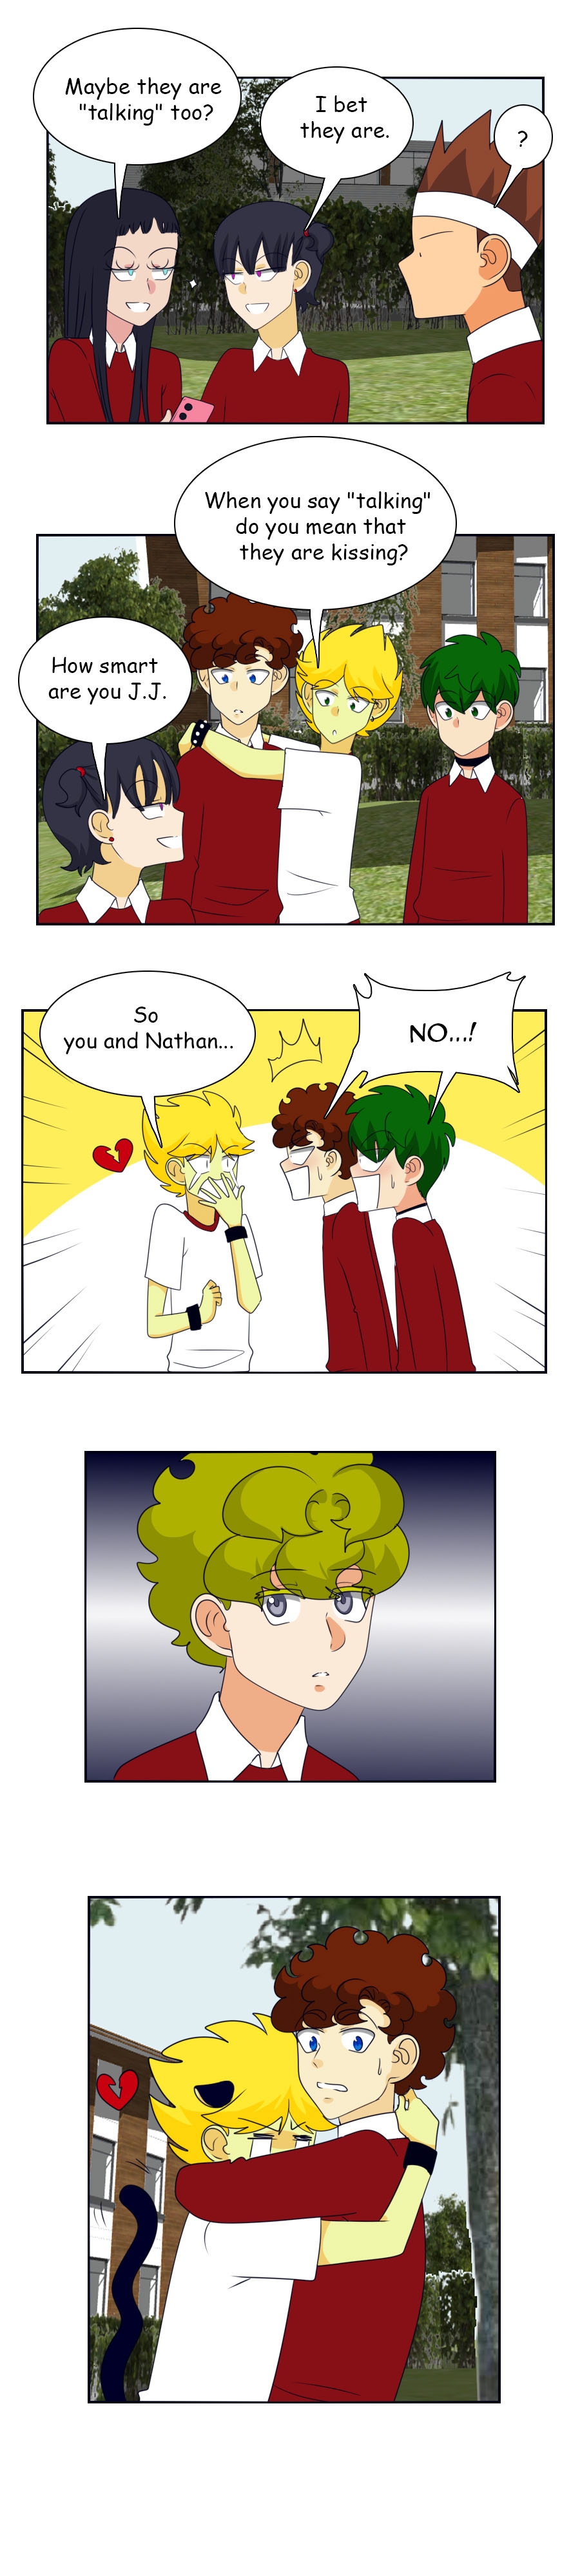 Maybe they are
"talking" too?
I bet
they are.
?
When you say "talking"
do you mean that
they are kissing?
How smart
are you J.J.
So
you and Nathan...
NO...!